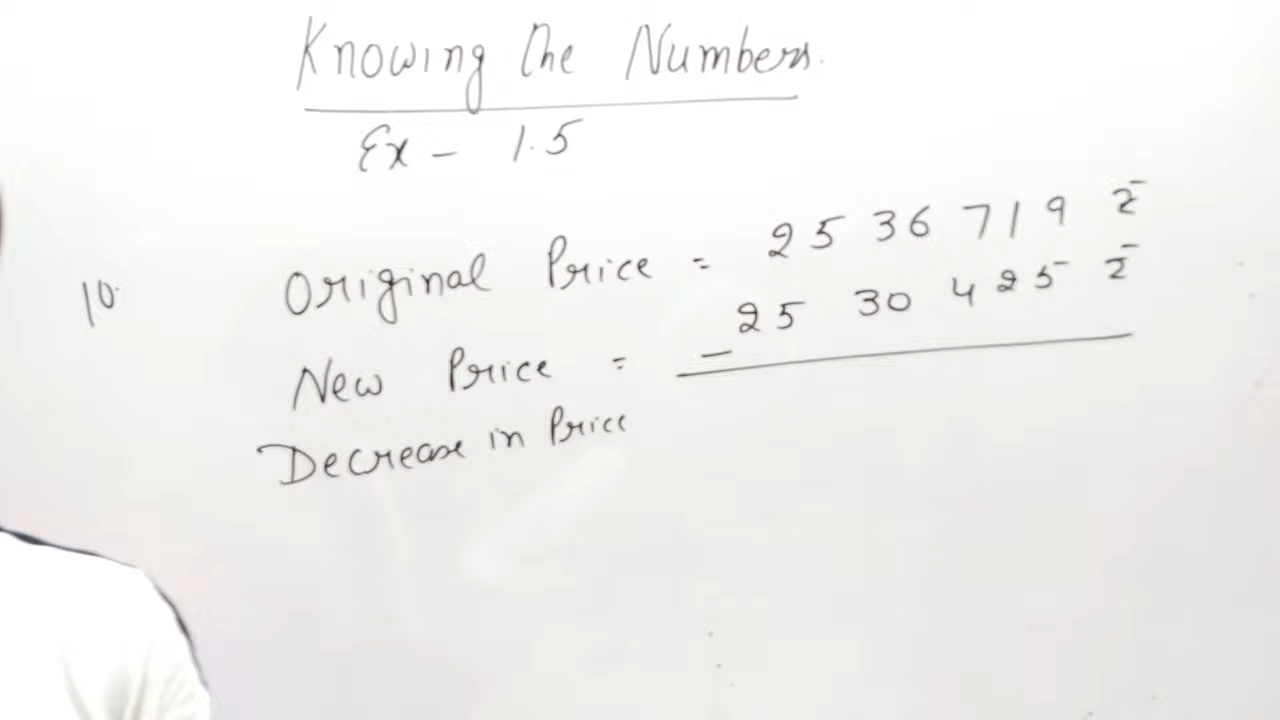 Knowing the Numbers.
Ex - 1.5
10. Original Price = 25 36 719 ₹
New Price = - 25 30 425 ₹
Decrease in Price